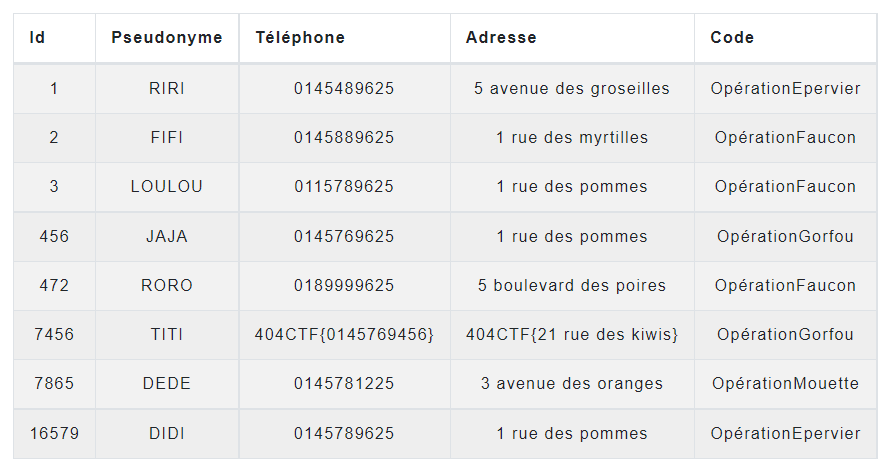 Id Pseudonyme Téléphone Adresse Code
1 RIRI 0145489625 5 avenue des groseilles OpérationEpervier
2 FIFI 0145889625 1 rue des myrtilles OpérationFaucon
3 LOULOU 0115789625 1 rue des pommes OpérationFaucon
456 JAJA 0145769625 1 rue des pommes OpérationGorfou
472 RORO 0189999625 5 boulevard des poires OpérationFaucon
7456 TITI 404CTF{0145769456} 404CTF{21 rue des kiwis} OpérationGorfou
7865 DEDE 0145781225 3 avenue des oranges OpérationMouette
16579 DIDI 0145789625 1 rue des pommes OpérationEpervier